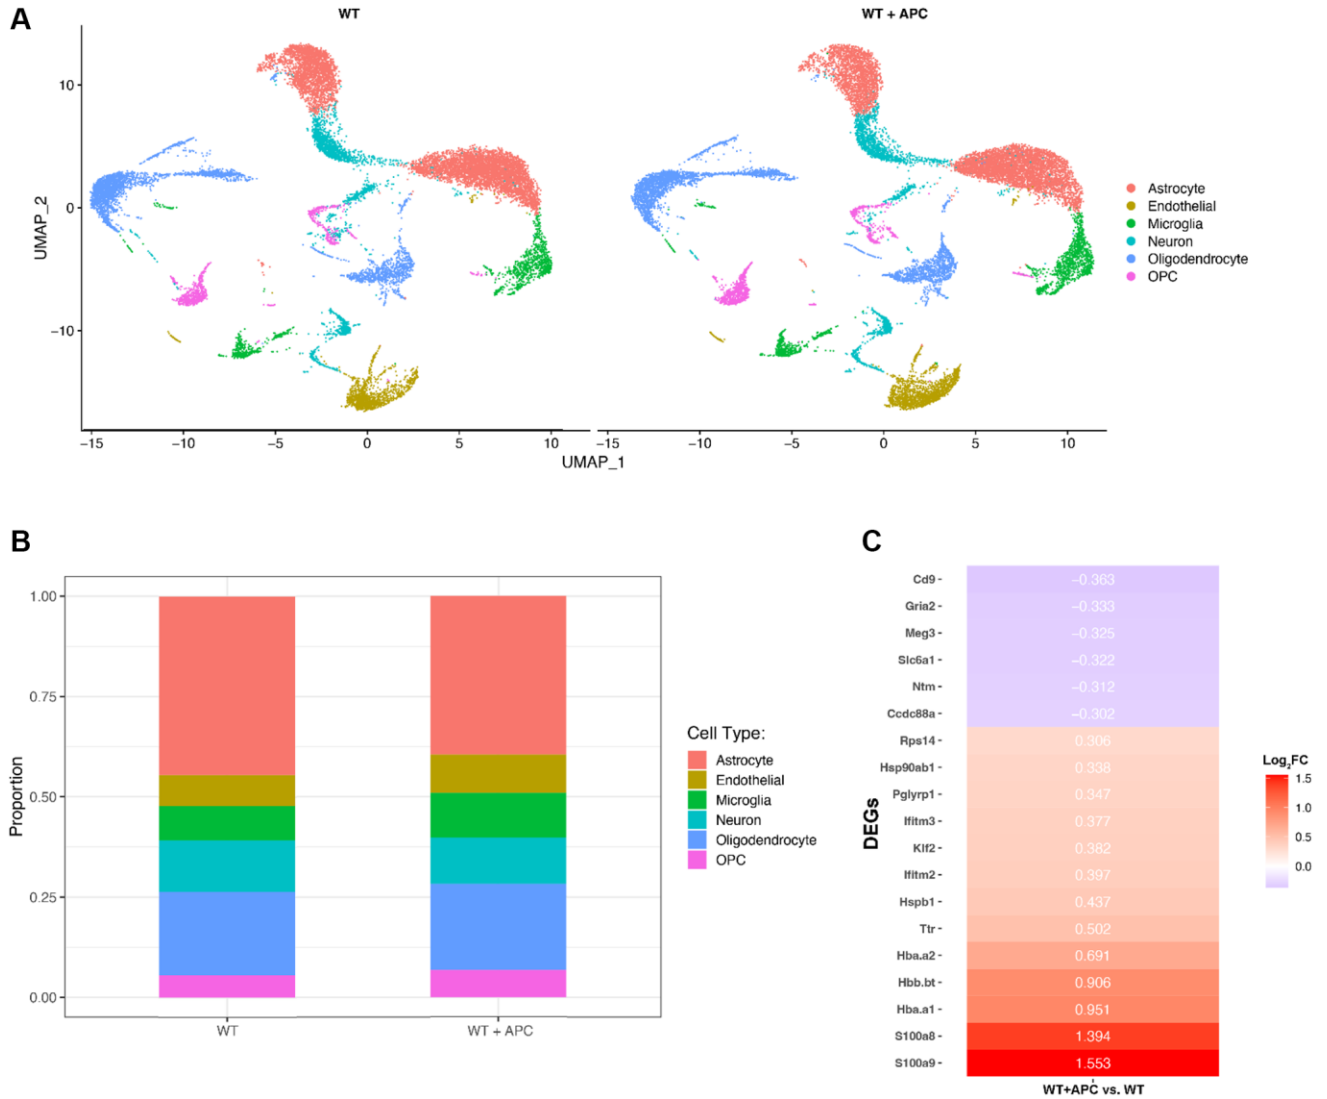 A
WT
WT + APC
UMAP_2
10
0
−10
−15
−10
−5
0
5
10
−15
−10
−5
0
5
10
UMAP_1
Astrocyte
Endothelial
Microglia
Neuron
Oligodendrocyte
OPC
B
Proportion
1.00
0.75
0.50
0.25
0.00
WT
WT + APC
Cell Type:
Astrocyte
Endothelial
Microglia
Neuron
Oligodendrocyte
OPC
C
DEGs
Cd9 −0.363
Gria2 −0.333
Meg3 −0.325
Slc6a1 −0.322
Ntm −0.312
Ccdc88a −0.302
Rps14 0.306
Hsp90ab1 0.338
Pglyrp1 0.347
Ifitm3 0.377
Klf2 0.382
Ifitm2 0.397
Hspb1 0.437
Ttr 0.502
Hba.a2 0.691
Hbb.bt 0.906
Hba.a1 0.951
S100a8 1.394
S100a9 1.553
WT+APC vs. WT
Log₂FC
1.5
1.0
0.5
0.0